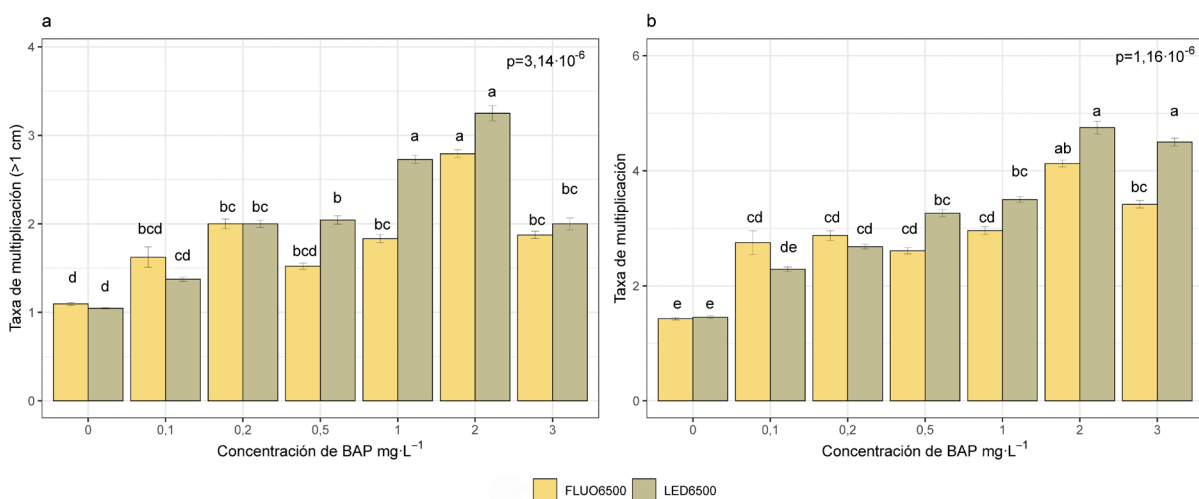 a
p=3,14·10⁻⁶
Taxa de multiplicación (>1 cm)
4
3
2
1
0
d
d
bcd
cd
bc
bc
bcd
b
bc
a
a
a
bc
bc
0
0,1
0,2
0,5
1
2
3
Concentración de BAP mg·L⁻¹
b
p=1,16·10⁻⁶
Taxa de multiplicación
6
4
2
0
e
e
cd
de
cd
cd
cd
bc
cd
bc
ab
a
bc
a
0
0,1
0,2
0,5
1
2
3
Concentración de BAP mg·L⁻¹
FLUO6500
LED6500